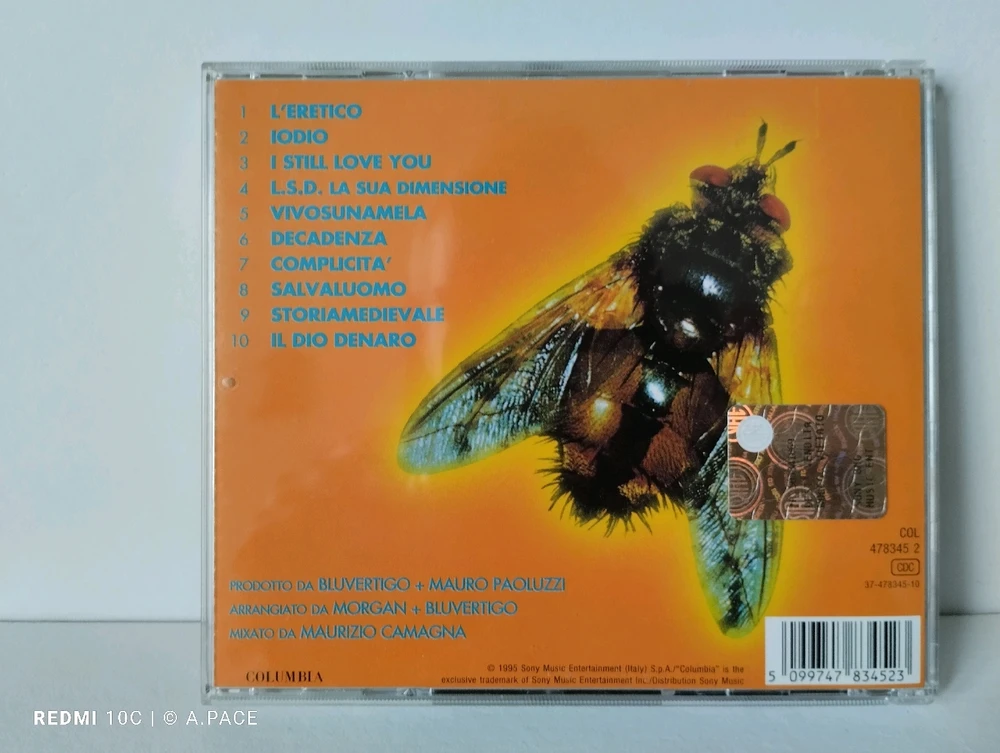 1 L'ERETICO
2 IODIO
3 I STILL LOVE YOU
4 L.S.D. LA SUA DIMENSIONE
5 VIVOSUNAMELA
6 DECADENZA
7 COMPLICITA'
8 SALVALUOMO
9 STORIAMEDIEVALE
10 IL DIO DENARO
COL
478345 2
CDC
37-478345-10
PRODOTTO DA BLUVERTIGO + MAURO PAOLUZZI
ARRANGIATO DA MORGAN + BLUVERTIGO
MIXATO DA MAURIZIO CAMAGNA
COLUMBIA
© 1995 Sony Music Entertainment (Italy) S.p.A./"Columbia" is the
exclusive trademark of Sony Music Entertainment Inc./Distribution Sony Music
5 099747 834523
REDMI 10C | © A.PACE